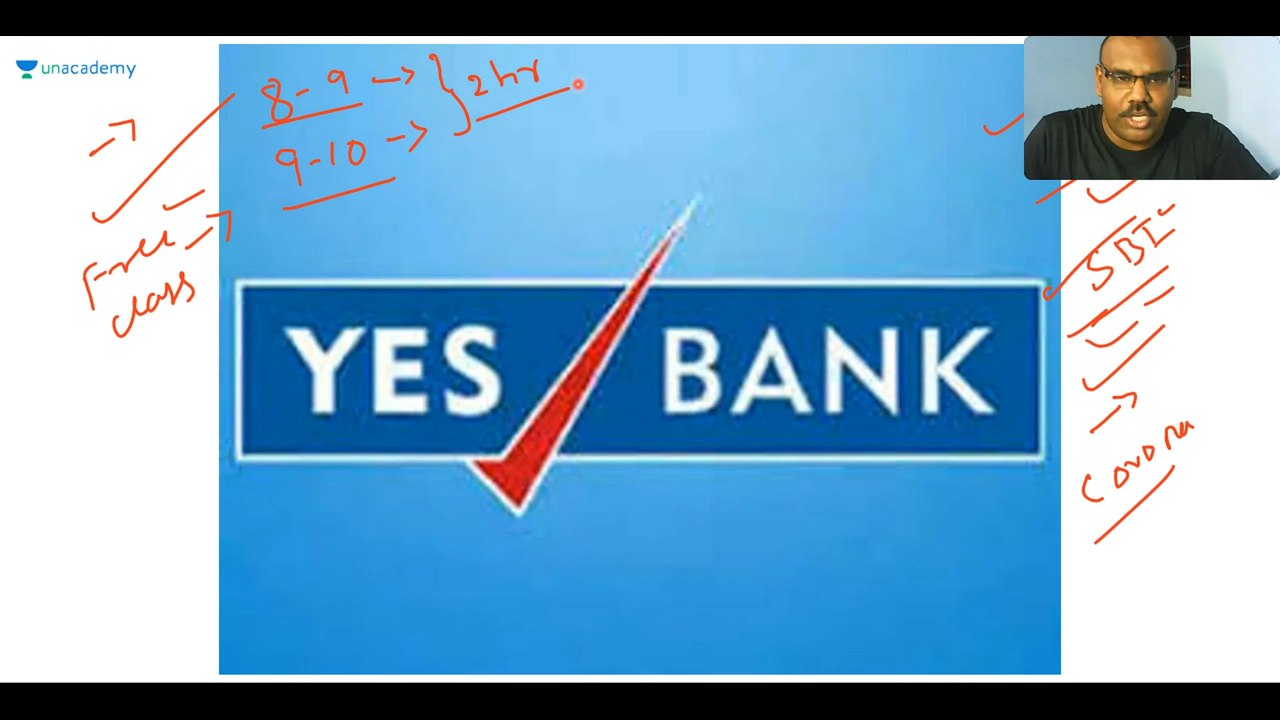 unacademy
8-9 → } 2hr
9-10 →
Free
class
SBI
Corona
YES BANK